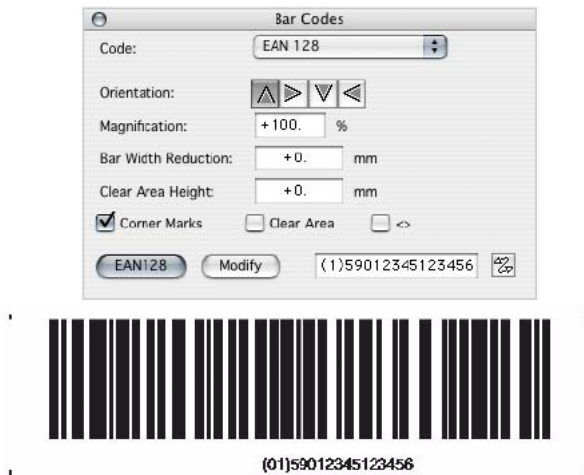 Bar Codes
Code: EAN 128
Orientation:
Magnification: +100. %
Bar Width Reduction: +0. mm
Clear Area Height: +0. mm
Corner Marks Clear Area <>
EAN128 Modify (1)59012345123456
(01)59012345123456